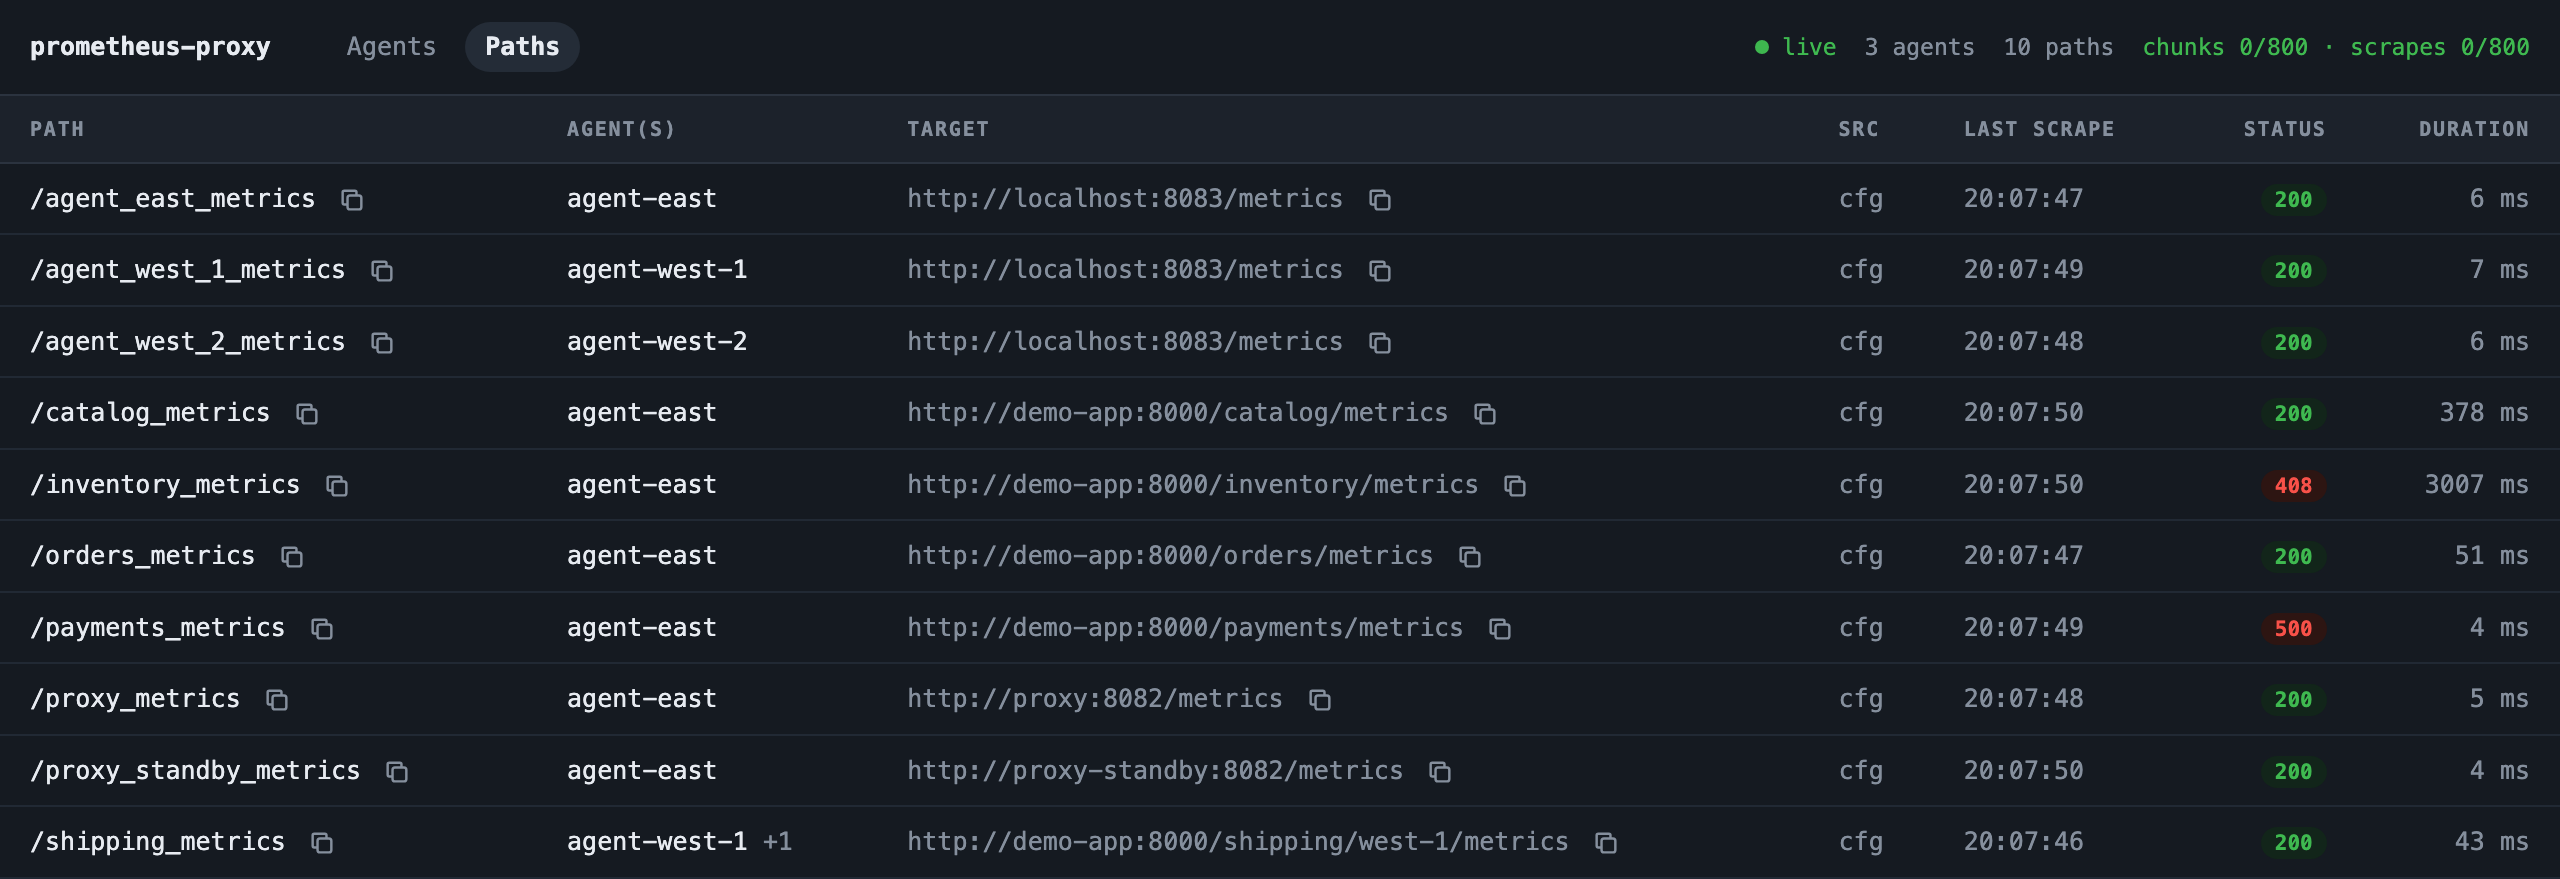 prometheus-proxy Agents Paths live 3 agents 10 paths chunks 0/800 · scrapes 0/800
PATH AGENT(S) TARGET SRC LAST SCRAPE STATUS DURATION
/agent_east_metrics agent-east http://localhost:8083/metrics cfg 20:07:47 200 6 ms
/agent_west_1_metrics agent-west-1 http://localhost:8083/metrics cfg 20:07:49 200 7 ms
/agent_west_2_metrics agent-west-2 http://localhost:8083/metrics cfg 20:07:48 200 6 ms
/catalog_metrics agent-east http://demo-app:8000/catalog/metrics cfg 20:07:50 200 378 ms
/inventory_metrics agent-east http://demo-app:8000/inventory/metrics cfg 20:07:50 408 3007 ms
/orders_metrics agent-east http://demo-app:8000/orders/metrics cfg 20:07:47 200 51 ms
/payments_metrics agent-east http://demo-app:8000/payments/metrics cfg 20:07:49 500 4 ms
/proxy_metrics agent-east http://proxy:8082/metrics cfg 20:07:48 200 5 ms
/proxy_standby_metrics agent-east http://proxy-standby:8082/metrics cfg 20:07:50 200 4 ms
/shipping_metrics agent-west-1 +1 http://demo-app:8000/shipping/west-1/metrics cfg 20:07:46 200 43 ms